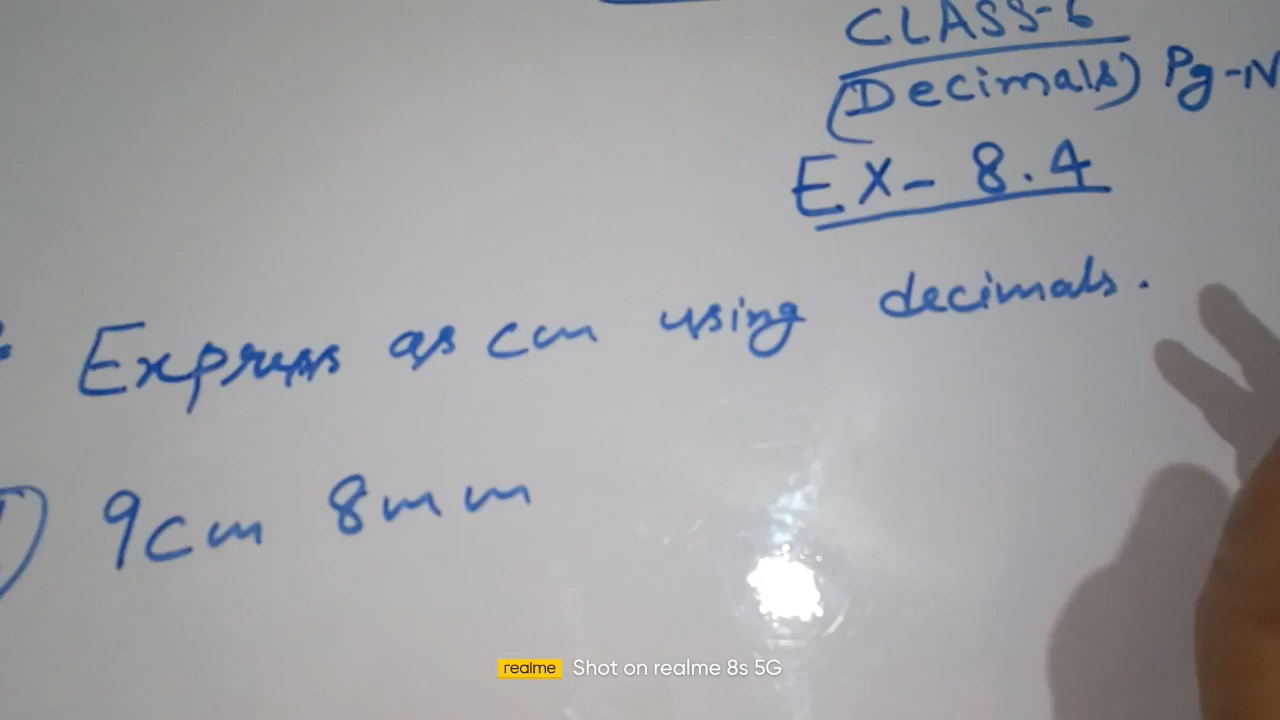 CLASS-6
(Decimals) Pg-N
EX- 8.4
Express as cm using decimals.
9cm 8mm
realme Shot on realme 8s 5G